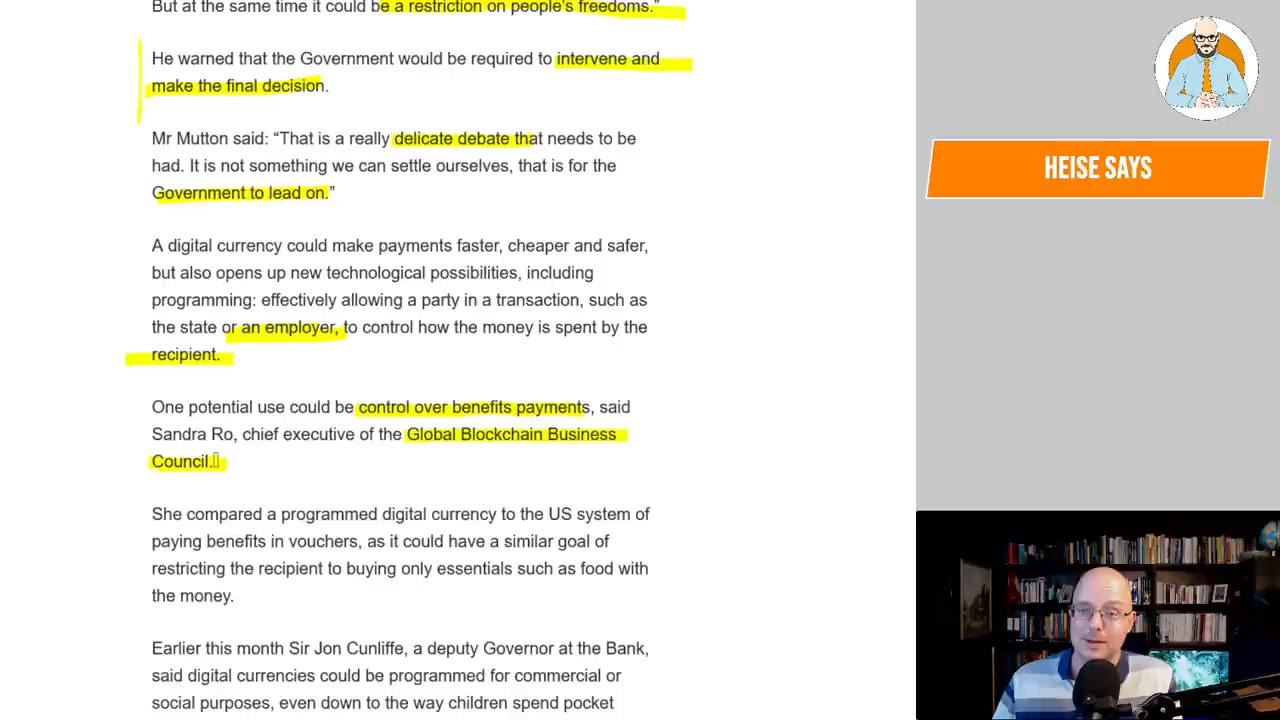 But at the same time it could be a restriction on people's freedoms.”
He warned that the Government would be required to intervene and
make the final decision.
Mr Mutton said: “That is a really delicate debate that needs to be
had. It is not something we can settle ourselves, that is for the
Government to lead on.”
A digital currency could make payments faster, cheaper and safer,
but also opens up new technological possibilities, including
programming: effectively allowing a party in a transaction, such as
the state or an employer, to control how the money is spent by the
recipient.
One potential use could be control over benefits payments, said
Sandra Ro, chief executive of the Global Blockchain Business
Council.
She compared a programmed digital currency to the US system of
paying benefits in vouchers, as it could have a similar goal of
restricting the recipient to buying only essentials such as food with
the money.
Earlier this month Sir Jon Cunliffe, a deputy Governor at the Bank,
said digital currencies could be programmed for commercial or
social purposes, even down to the way children spend pocket
HEISE SAYS